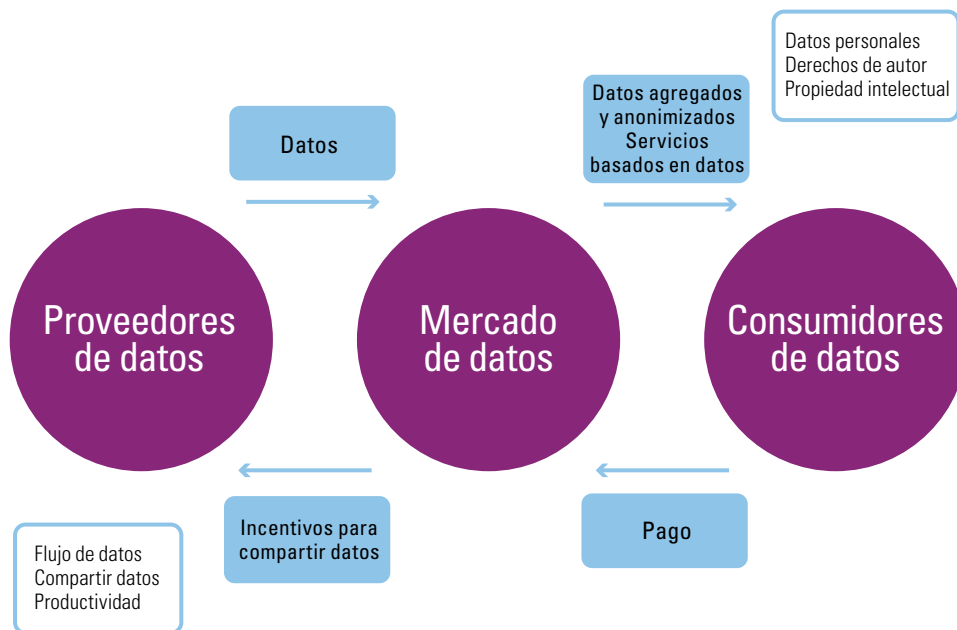 Datos personales
Derechos de autor
Propiedad intelectual
Datos
Datos agregados
y anonimizados
Servicios
basados en datos
Proveedores
de datos
Mercado
de datos
Consumidores
de datos
Incentivos para
compartir datos
Pago
Flujo de datos
Compartir datos
Productividad